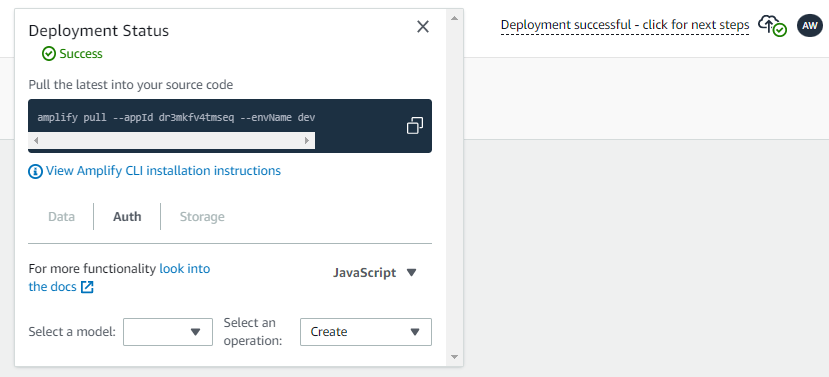 Deployment Status
Success
Pull the latest into your source code
amplify pull --appId dr3mkfv4tmseq --envName dev
View Amplify CLI installation instructions
Data
Auth
Storage
For more functionality look into
the docs
JavaScript
Select a model:
Select an
operation:
Create
Deployment successful - click for next steps
AW